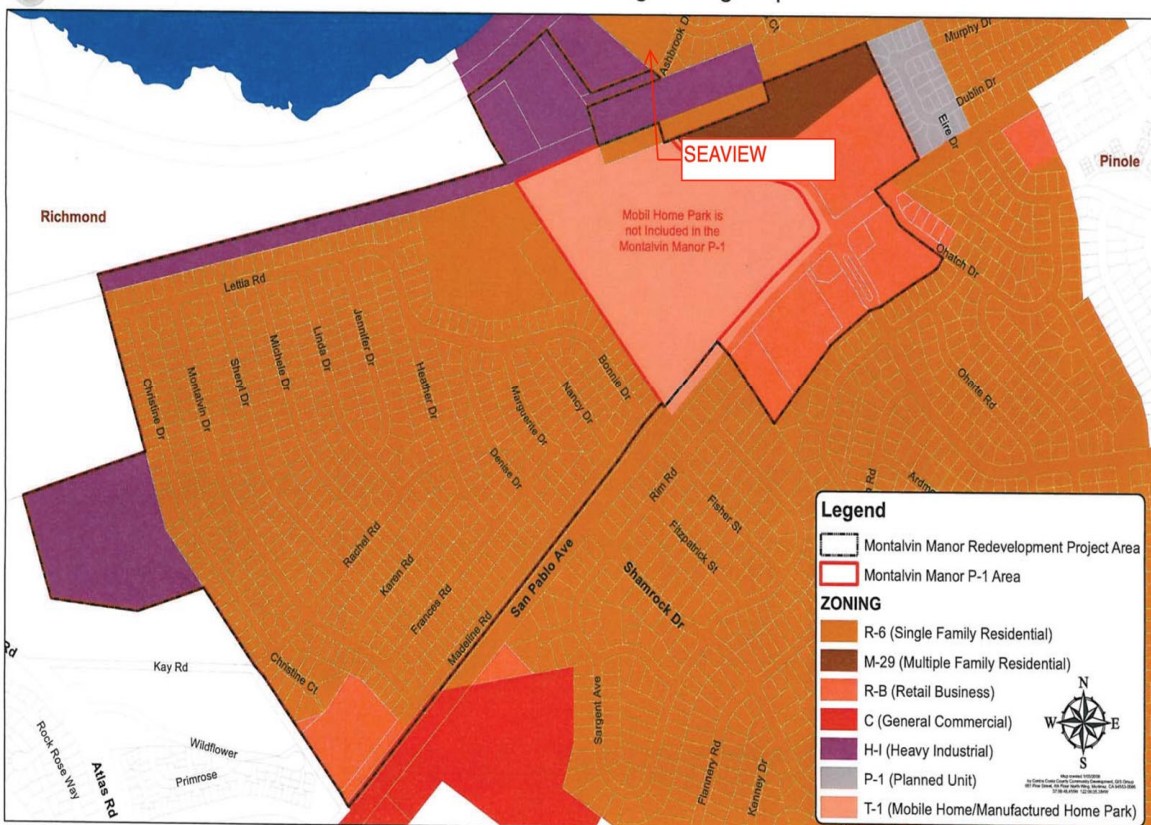 Ashbrook Dr
Ct
Murphy Dr
Dublin Dr
Eire Dr
SEAVIEW
Pinole
Richmond
Mobil Home Park is
not Included in the
Montalvin Manor P-1
Ohatch Dr
Lettia Rd
Jennifer Dr
Linda Dr
Michele Dr
Sheryl Dr
Montalvin Dr
Christine Dr
Heather Dr
Bonnie Dr
Nancy Dr
Marguerite Dr
Denise Dr
Oharte Rd
Rim Rd
Fisher St
Fitzpatrick St
Rachel Rd
Karen Rd
Frances Rd
Madeline Rd
San Pablo Ave
Shamrock Dr
Rd
Kay Rd
Christine Ct
Sargent Ave
Flannery Rd
Kenney Dr
Rock Rose Way
Atlas Rd
Wildflower
Primrose
Legend
Montalvin Manor Redevelopment Project Area
Montalvin Manor P-1 Area
ZONING
R-6 (Single Family Residential)
M-29 (Multiple Family Residential)
R-B (Retail Business)
C (General Commercial)
H-I (Heavy Industrial)
P-1 (Planned Unit)
T-1 (Mobile Home/Manufactured Home Park)
N
W E
S